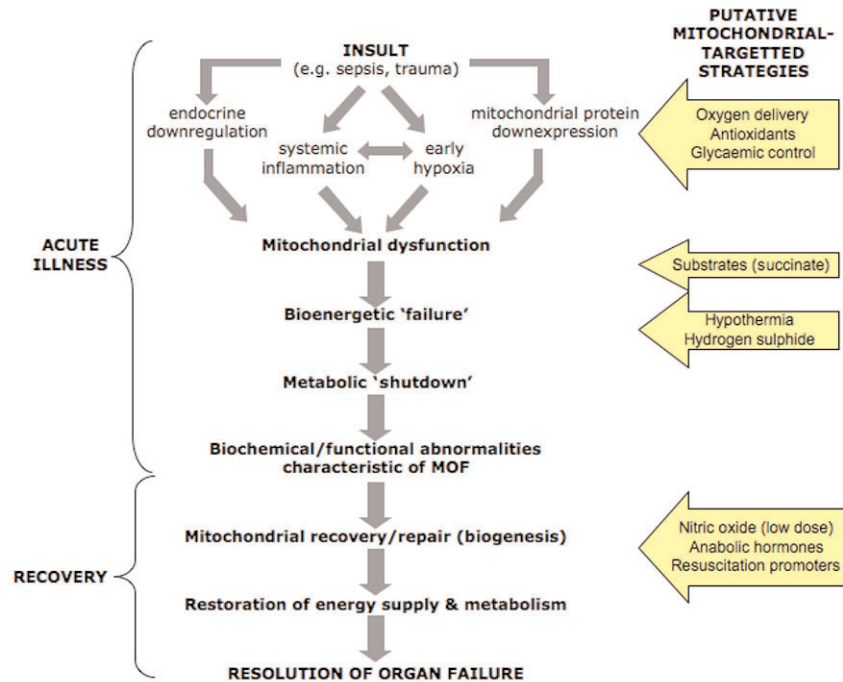 PUTATIVE
MITOCHONDRIAL-
TARGETTED
STRATEGIES
INSULT
(e.g. sepsis, trauma)
endocrine
downregulation
mitochondrial protein
downexpression
systemic
inflammation
early
hypoxia
Oxygen delivery
Antioxidants
Glycaemic control
ACUTE
ILLNESS
Mitochondrial dysfunction
Substrates (succinate)
Bioenergetic ‘failure’
Hypothermia
Hydrogen sulphide
Metabolic ‘shutdown’
Biochemical/functional abnormalities
characteristic of MOF
Mitochondrial recovery/repair (biogenesis)
Nitric oxide (low dose)
Anabolic hormones
Resuscitation promoters
RECOVERY
Restoration of energy supply & metabolism
RESOLUTION OF ORGAN FAILURE